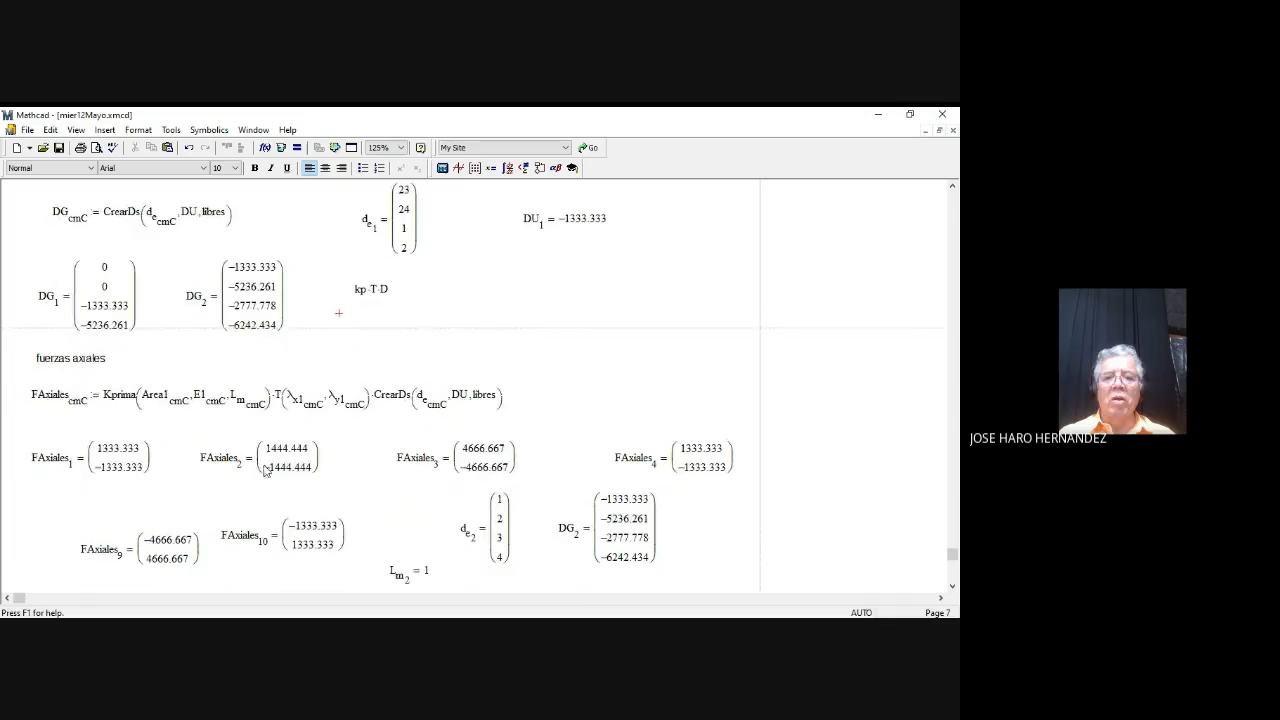 Mathcad - [mier12Mayo.xmcd]
File Edit View Insert Format Tools Symbolics Window Help
125% My Site Go
Normal Arial 10 B I U
DG_cmC := CrearDs(d_e_cmC, DU, libres)
d_e_1 = (23 24 1 2)
DU_1 = −1333.333
DG_1 = (0 0 −1333.333 −5236.261)
DG_2 = (−1333.333 −5236.261 −2777.778 −6242.434)
kp·T·D
fuerzas axiales
FAxiales_cmC := Kprima(Area1_cmC, E1_cmC, L_m_cmC)·T(λ_x1_cmC, λ_y1_cmC)·CrearDs(d_e_cmC, DU, libres)
FAxiales_1 = (1333.333 −1333.333)
FAxiales_2 = (1444.444 −1444.444)
FAxiales_3 = (4666.667 −4666.667)
FAxiales_4 = (1333.333 −1333.333)
FAxiales_9 = (−4666.667 4666.667)
FAxiales_10 = (−1333.333 1333.333)
d_e_2 = (1 2 3 4)
DG_2 = (−1333.333 −5236.261 −2777.778 −6242.434)
L_m_2 = 1
Press F1 for help. AUTO Page 7
JOSE HARO HERNANDEZ